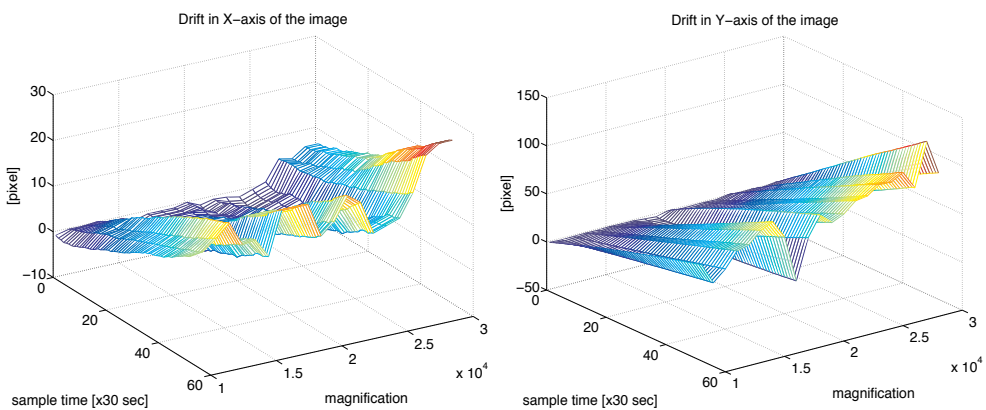 Drift in X−axis of the image
30
20
10
0
−10
[pixel]
0
20
40
60
sample time [x30 sec]
1
1.5
2
2.5
3
x 10^4
magnification
Drift in Y−axis of the image
150
100
50
0
−50
[pixel]
0
20
40
60
sample time [x30 sec]
1
1.5
2
2.5
3
x 10^4
magnification